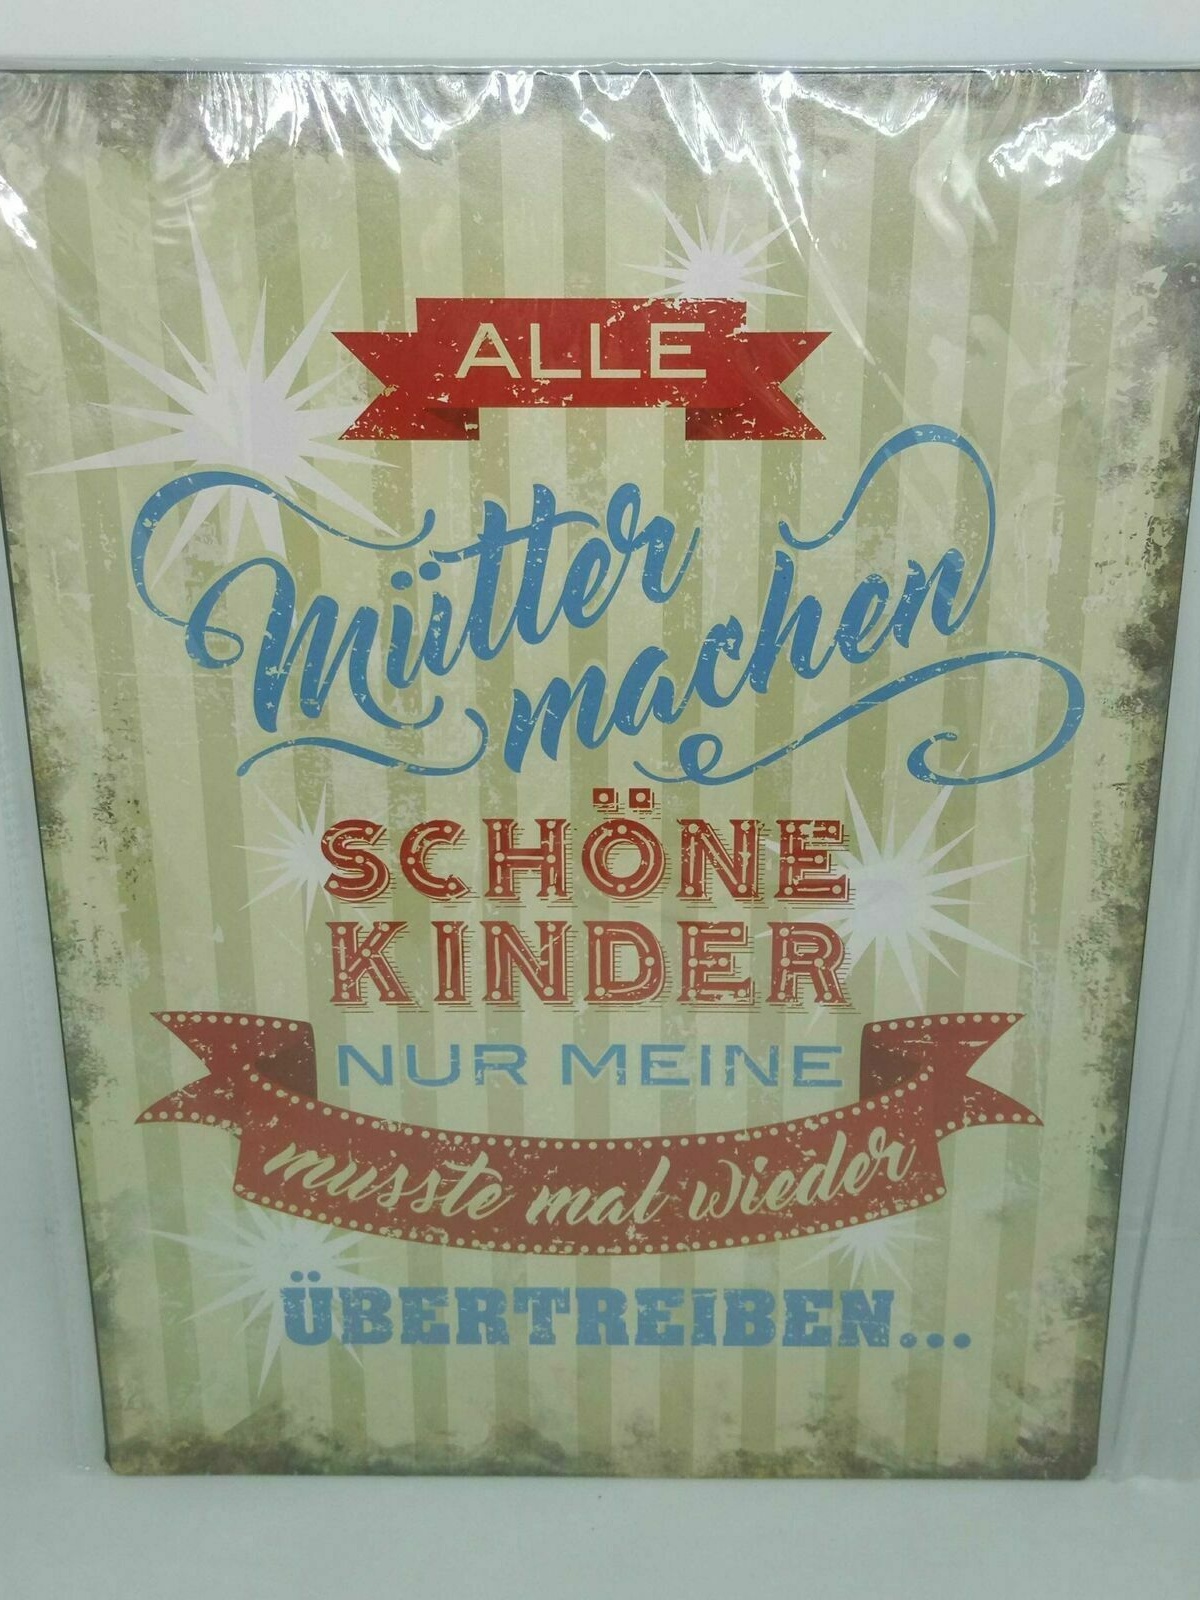 ALLE
Mütter
machen
SCHÖNE
KINDER
NUR MEINE
musste mal wieder
ÜBERTREIBEN...